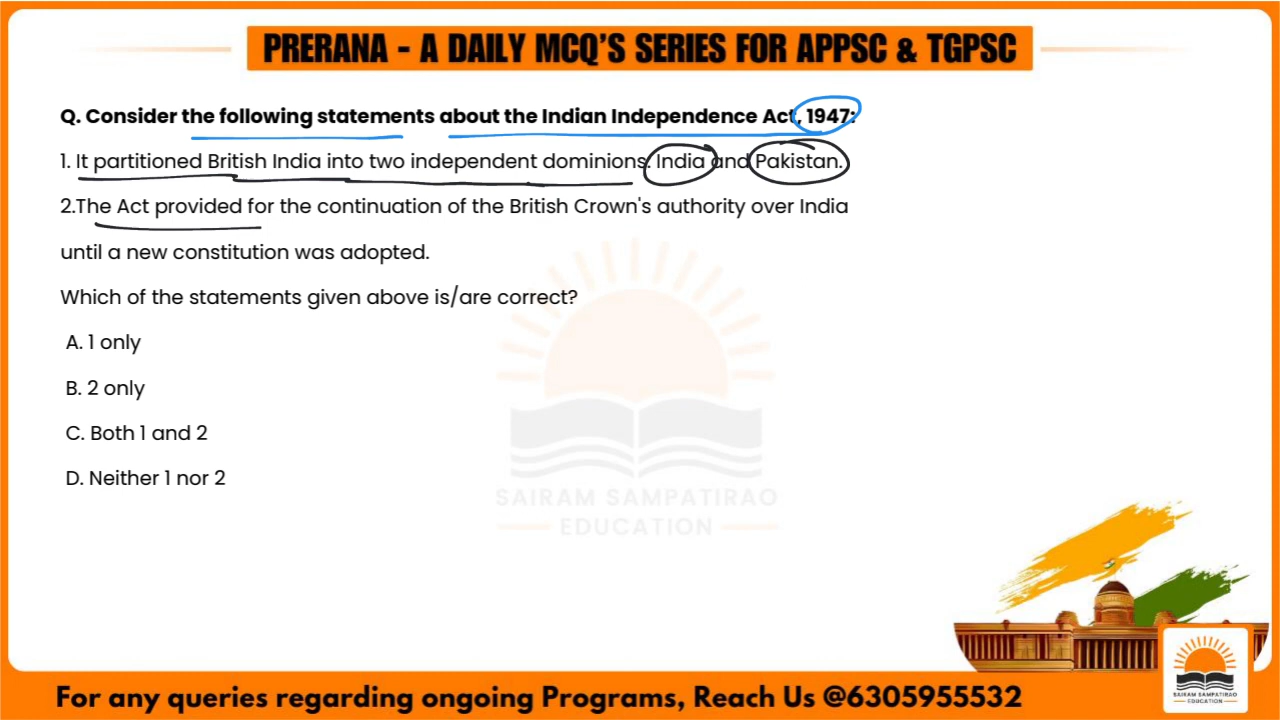 PRERANA - A DAILY MCQ'S SERIES FOR APPSC & TGPSC
Q. Consider the following statements about the Indian Independence Act, 1947:
1. It partitioned British India into two independent dominions: India and Pakistan.
2.The Act provided for the continuation of the British Crown's authority over India
until a new constitution was adopted.
Which of the statements given above is/are correct?
A. 1 only
B. 2 only
C. Both 1 and 2
D. Neither 1 nor 2
SAIRAM SAMPATIRAO
EDUCATION
SAIRAM SAMPATIRAO
EDUCATION
For any queries regarding ongoing Programs, Reach Us @6305955532